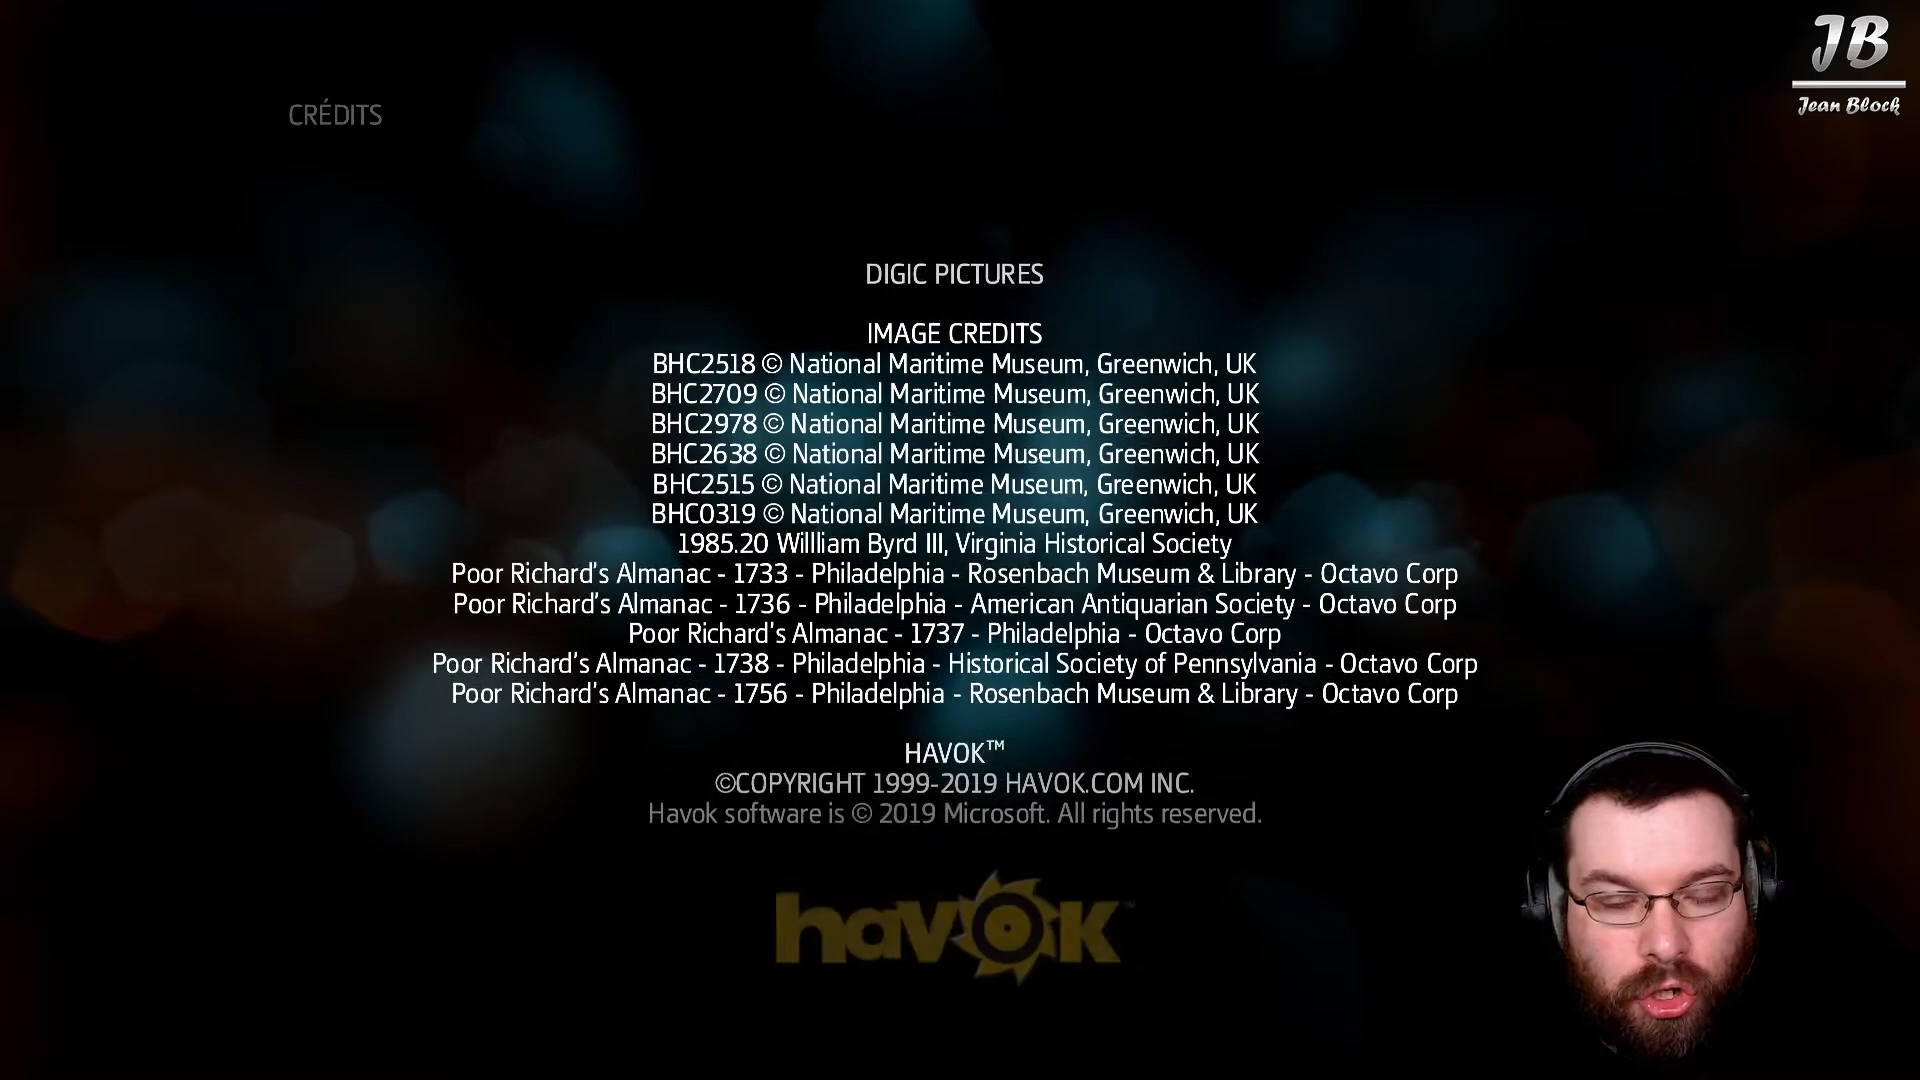 JB
Jean Block
CRÉDITS
DIGIC PICTURES
IMAGE CREDITS
BHC2518 © National Maritime Museum, Greenwich, UK
BHC2709 © National Maritime Museum, Greenwich, UK
BHC2978 © National Maritime Museum, Greenwich, UK
BHC2638 © National Maritime Museum, Greenwich, UK
BHC2515 © National Maritime Museum, Greenwich, UK
BHC0319 © National Maritime Museum, Greenwich, UK
1985.20 William Byrd III, Virginia Historical Society
Poor Richard's Almanac - 1733 - Philadelphia - Rosenbach Museum & Library - Octavo Corp
Poor Richard's Almanac - 1736 - Philadelphia - American Antiquarian Society - Octavo Corp
Poor Richard's Almanac - 1737 - Philadelphia - Octavo Corp
Poor Richard's Almanac - 1738 - Philadelphia - Historical Society of Pennsylvania - Octavo Corp
Poor Richard's Almanac - 1756 - Philadelphia - Rosenbach Museum & Library - Octavo Corp
HAVOK™
©COPYRIGHT 1999-2019 HAVOK.COM INC.
Havok software is © 2019 Microsoft. All rights reserved.
havok™